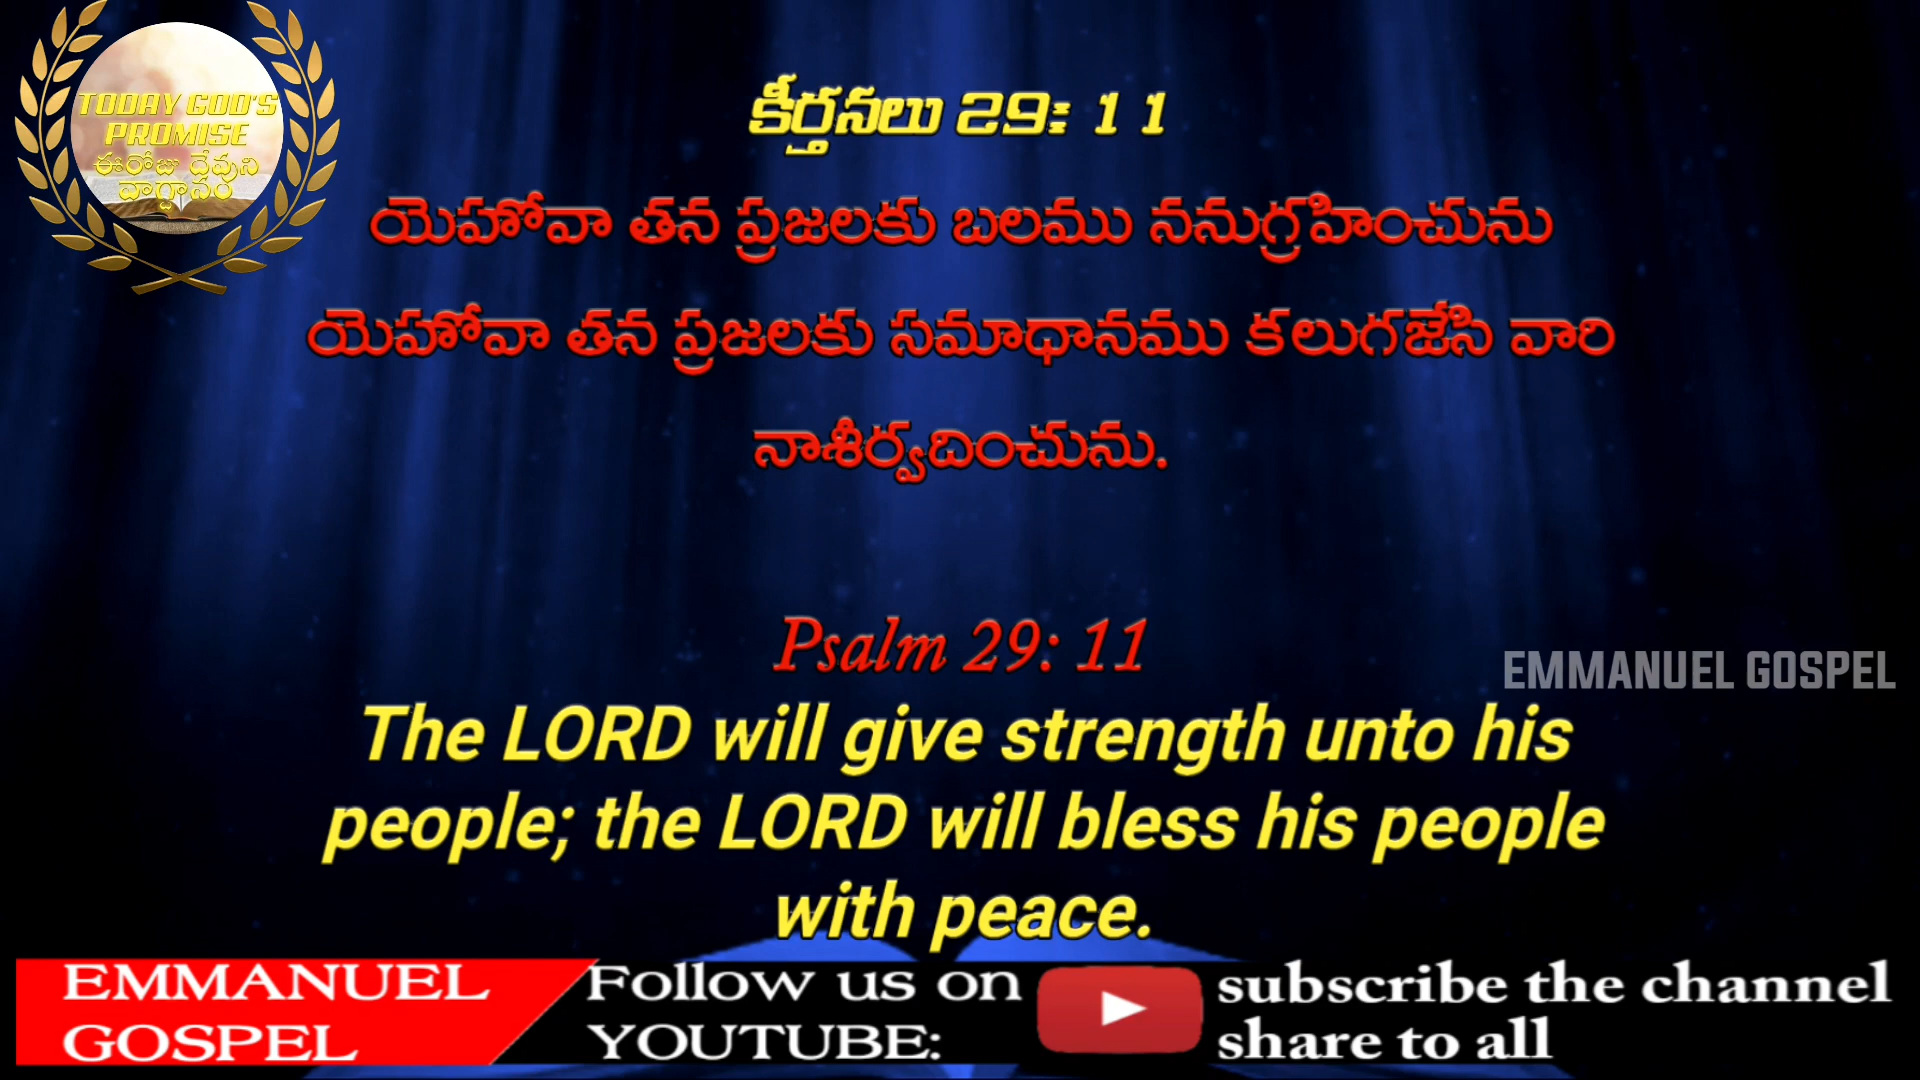 TODAY GOD'S
PROMISE
ఈరోజు దేవుని
వాగ్దానం
కీర్తనలు 29: 11
యెహోవా తన ప్రజలకు బలము ననుగ్రహించును
యెహోవా తన ప్రజలకు సమాధానము కలుగజేసి వారి
నాశీర్వదించును.
Psalm 29: 11
EMMANUEL GOSPEL
The LORD will give strength unto his
people; the LORD will bless his people
with peace.
EMMANUEL
GOSPEL
Follow us on
YOUTUBE:
subscribe the channel
share to all